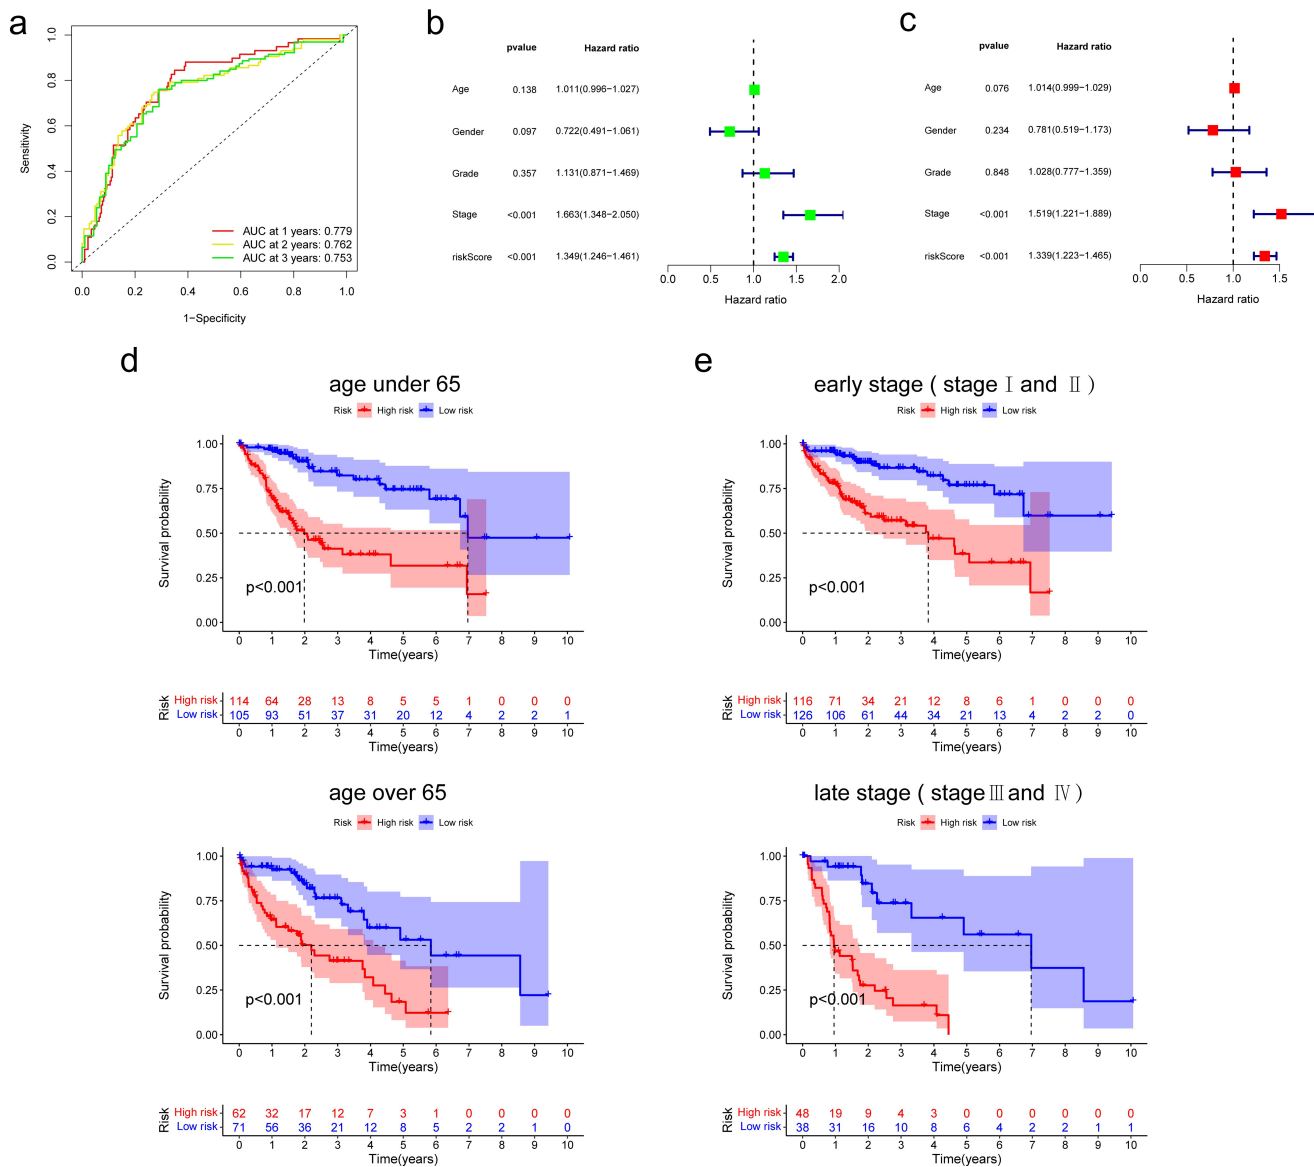 a
1.0
0.8
0.6
0.4
0.2
0.0
Sensitivity
AUC at 1 years: 0.779
AUC at 2 years: 0.762
AUC at 3 years: 0.753
0.0 0.2 0.4 0.6 0.8 1.0
1−Specificity
b
pvalue Hazard ratio
Age 0.138 1.011(0.996−1.027)
Gender 0.097 0.722(0.491−1.061)
Grade 0.357 1.131(0.871−1.469)
Stage <0.001 1.663(1.348−2.050)
riskScore <0.001 1.349(1.246−1.461)
0.0 0.5 1.0 1.5 2.0
Hazard ratio
c
pvalue Hazard ratio
Age 0.076 1.014(0.999−1.029)
Gender 0.234 0.781(0.519−1.173)
Grade 0.848 1.028(0.777−1.359)
Stage <0.001 1.519(1.221−1.889)
riskScore <0.001 1.339(1.223−1.465)
0.0 0.5 1.0 1.5
Hazard ratio
d
age under 65
Risk High risk Low risk
1.00
0.75
0.50
0.25
0.00
Survival probability
p<0.001
0 1 2 3 4 5 6 7 8 9 10
Time(years)
Risk
High risk 114 64 28 13 8 5 5 1 0 0 0
Low risk 105 93 51 37 31 20 12 4 2 2 1
0 1 2 3 4 5 6 7 8 9 10
Time(years)
age over 65
Risk High risk Low risk
1.00
0.75
0.50
0.25
0.00
Survival probability
p<0.001
0 1 2 3 4 5 6 7 8 9 10
Time(years)
Risk
High risk 62 32 17 12 7 3 1 0 0 0 0
Low risk 71 56 36 21 12 8 5 2 2 1 0
0 1 2 3 4 5 6 7 8 9 10
Time(years)
e
early stage ( stage Ⅰ and Ⅱ )
Risk High risk Low risk
1.00
0.75
0.50
0.25
0.00
Survival probability
p<0.001
0 1 2 3 4 5 6 7 8 9 10
Time(years)
Risk
High risk 116 71 34 21 12 8 6 1 0 0 0
Low risk 126 106 61 44 34 21 13 4 2 2 0
0 1 2 3 4 5 6 7 8 9 10
Time(years)
late stage ( stage Ⅲ and Ⅳ )
Risk High risk Low risk
1.00
0.75
0.50
0.25
0.00
Survival probability
p<0.001
0 1 2 3 4 5 6 7 8 9 10
Time(years)
Risk
High risk 48 19 9 4 3 0 0 0 0 0 0
Low risk 38 31 16 10 8 6 4 2 2 1 1
0 1 2 3 4 5 6 7 8 9 10
Time(years)